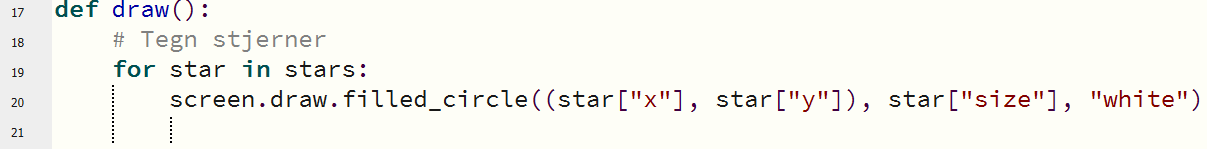 17 def draw():
18     # Tegn stjerner
19     for star in stars:
20         screen.draw.filled_circle((star["x"], star["y"]), star["size"], "white")
21